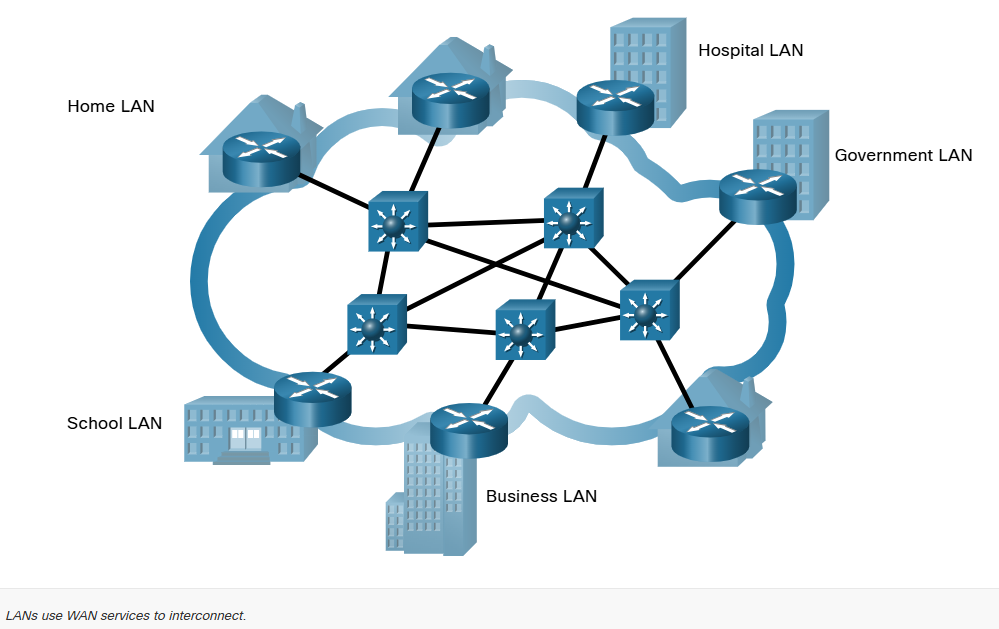 Hospital LAN
Home LAN
Government LAN
School LAN
Business LAN
LANs use WAN services to interconnect.